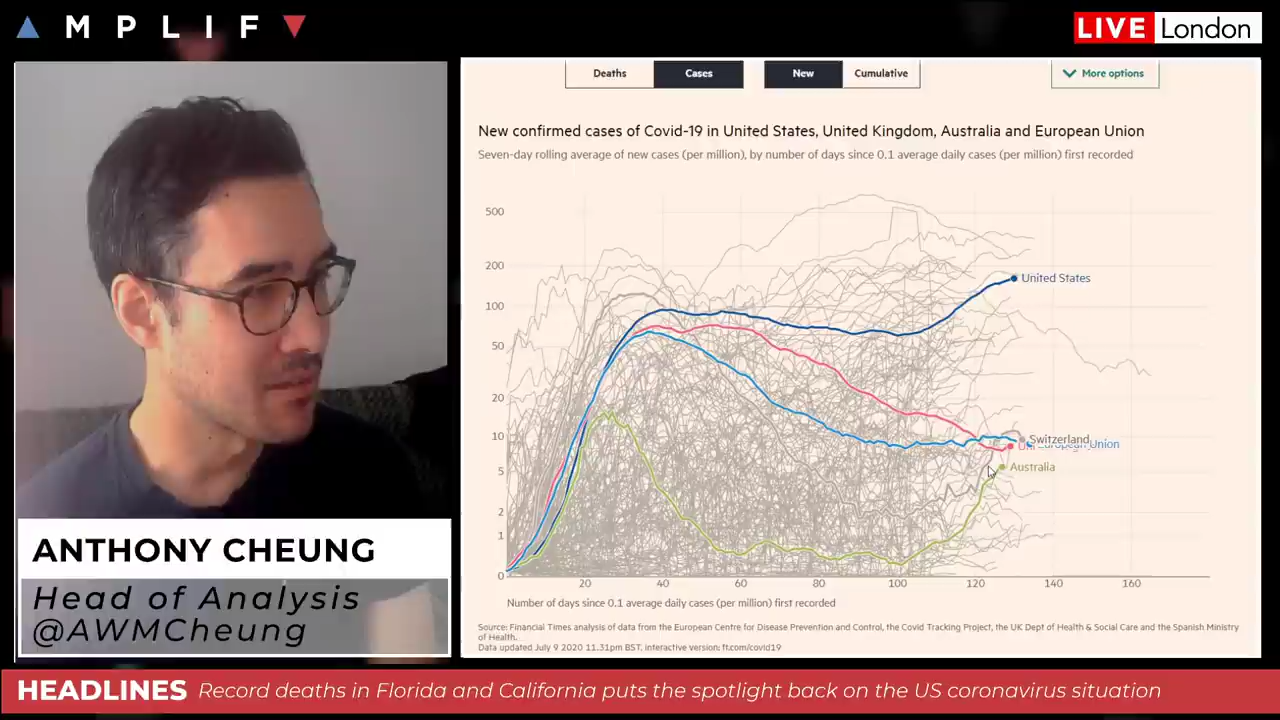 AMPLIFY
LIVE London
Deaths Cases New Cumulative More options
New confirmed cases of Covid-19 in United States, United Kingdom, Australia and European Union
Seven-day rolling average of new cases (per million), by number of days since 0.1 average daily cases (per million) first recorded
500
200
100
50
20
10
5
2
1
0
United States
Switzerland
European Union
Australia
20 40 60 80 100 120 140 160
Number of days since 0.1 average daily cases (per million) first recorded
Source: Financial Times analysis of data from the European Centre for Disease Prevention and Control, the Covid Tracking Project, the UK Dept of Health & Social Care and the Spanish Ministry
of Health.
Data updated July 9 2020 11.31pm BST. interactive version: ft.com/covid19
ANTHONY CHEUNG
Head of Analysis
@AWMCheung
HEADLINES Record deaths in Florida and California puts the spotlight back on the US coronavirus situation